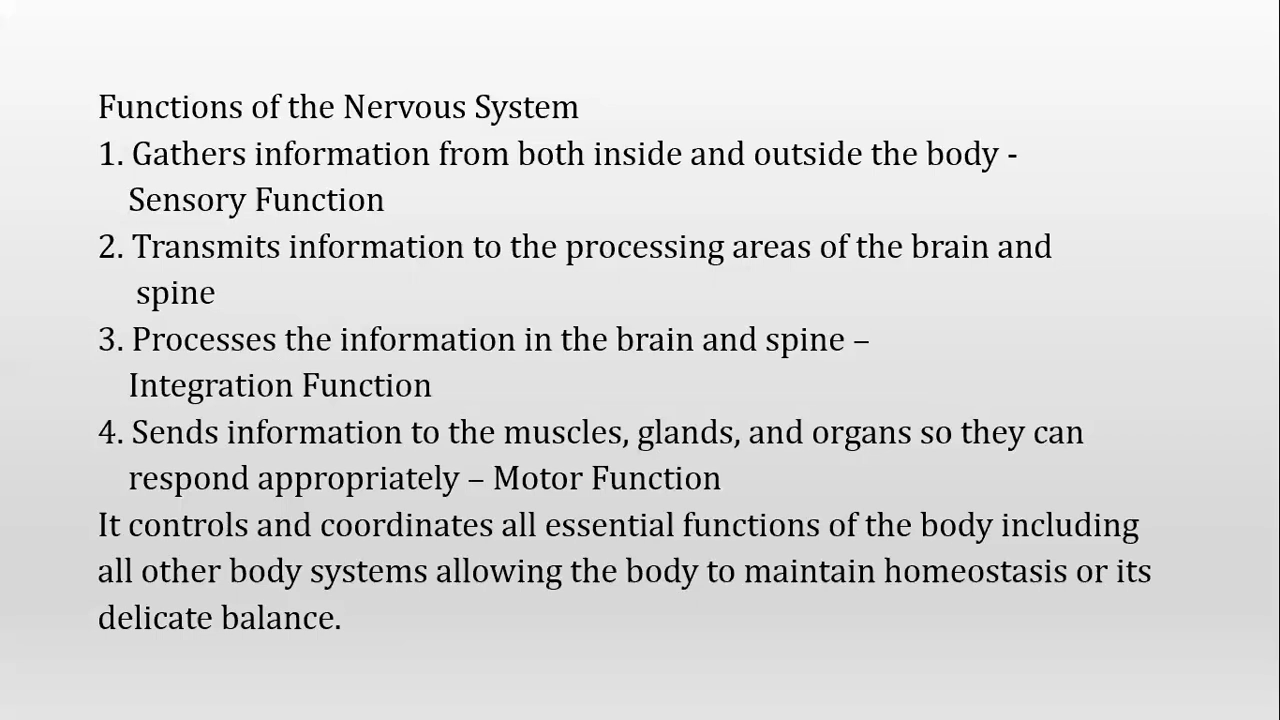 Functions of the Nervous System
1. Gathers information from both inside and outside the body -
Sensory Function
2. Transmits information to the processing areas of the brain and
spine
3. Processes the information in the brain and spine –
Integration Function
4. Sends information to the muscles, glands, and organs so they can
respond appropriately – Motor Function
It controls and coordinates all essential functions of the body including
all other body systems allowing the body to maintain homeostasis or its
delicate balance.